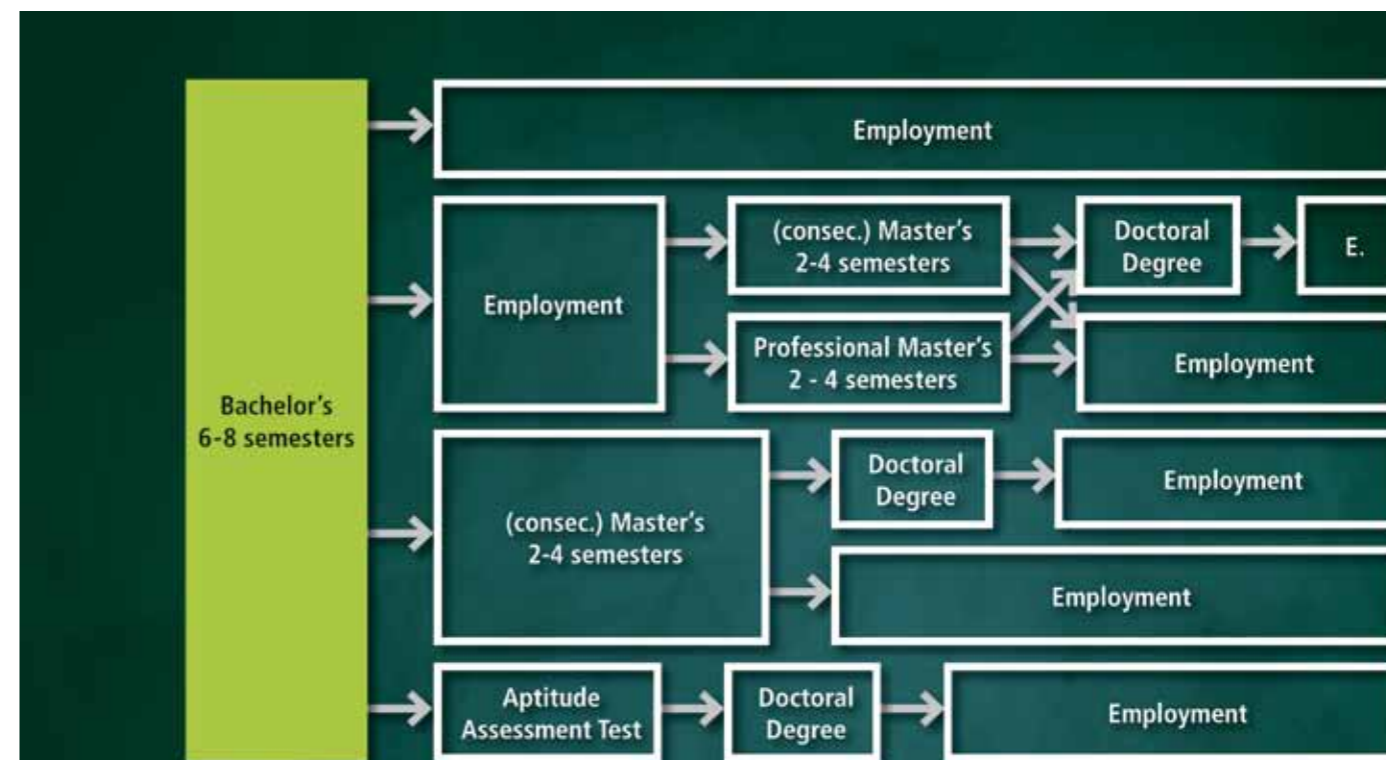 Employment
(consec.) Master's
2-4 semesters
Doctoral
Degree
E.
Employment
Professional Master's
2 - 4 semesters
Employment
Bachelor's
6-8 semesters
Doctoral
Degree
Employment
(consec.) Master's
2-4 semesters
Employment
Aptitude
Assessment Test
Doctoral
Degree
Employment